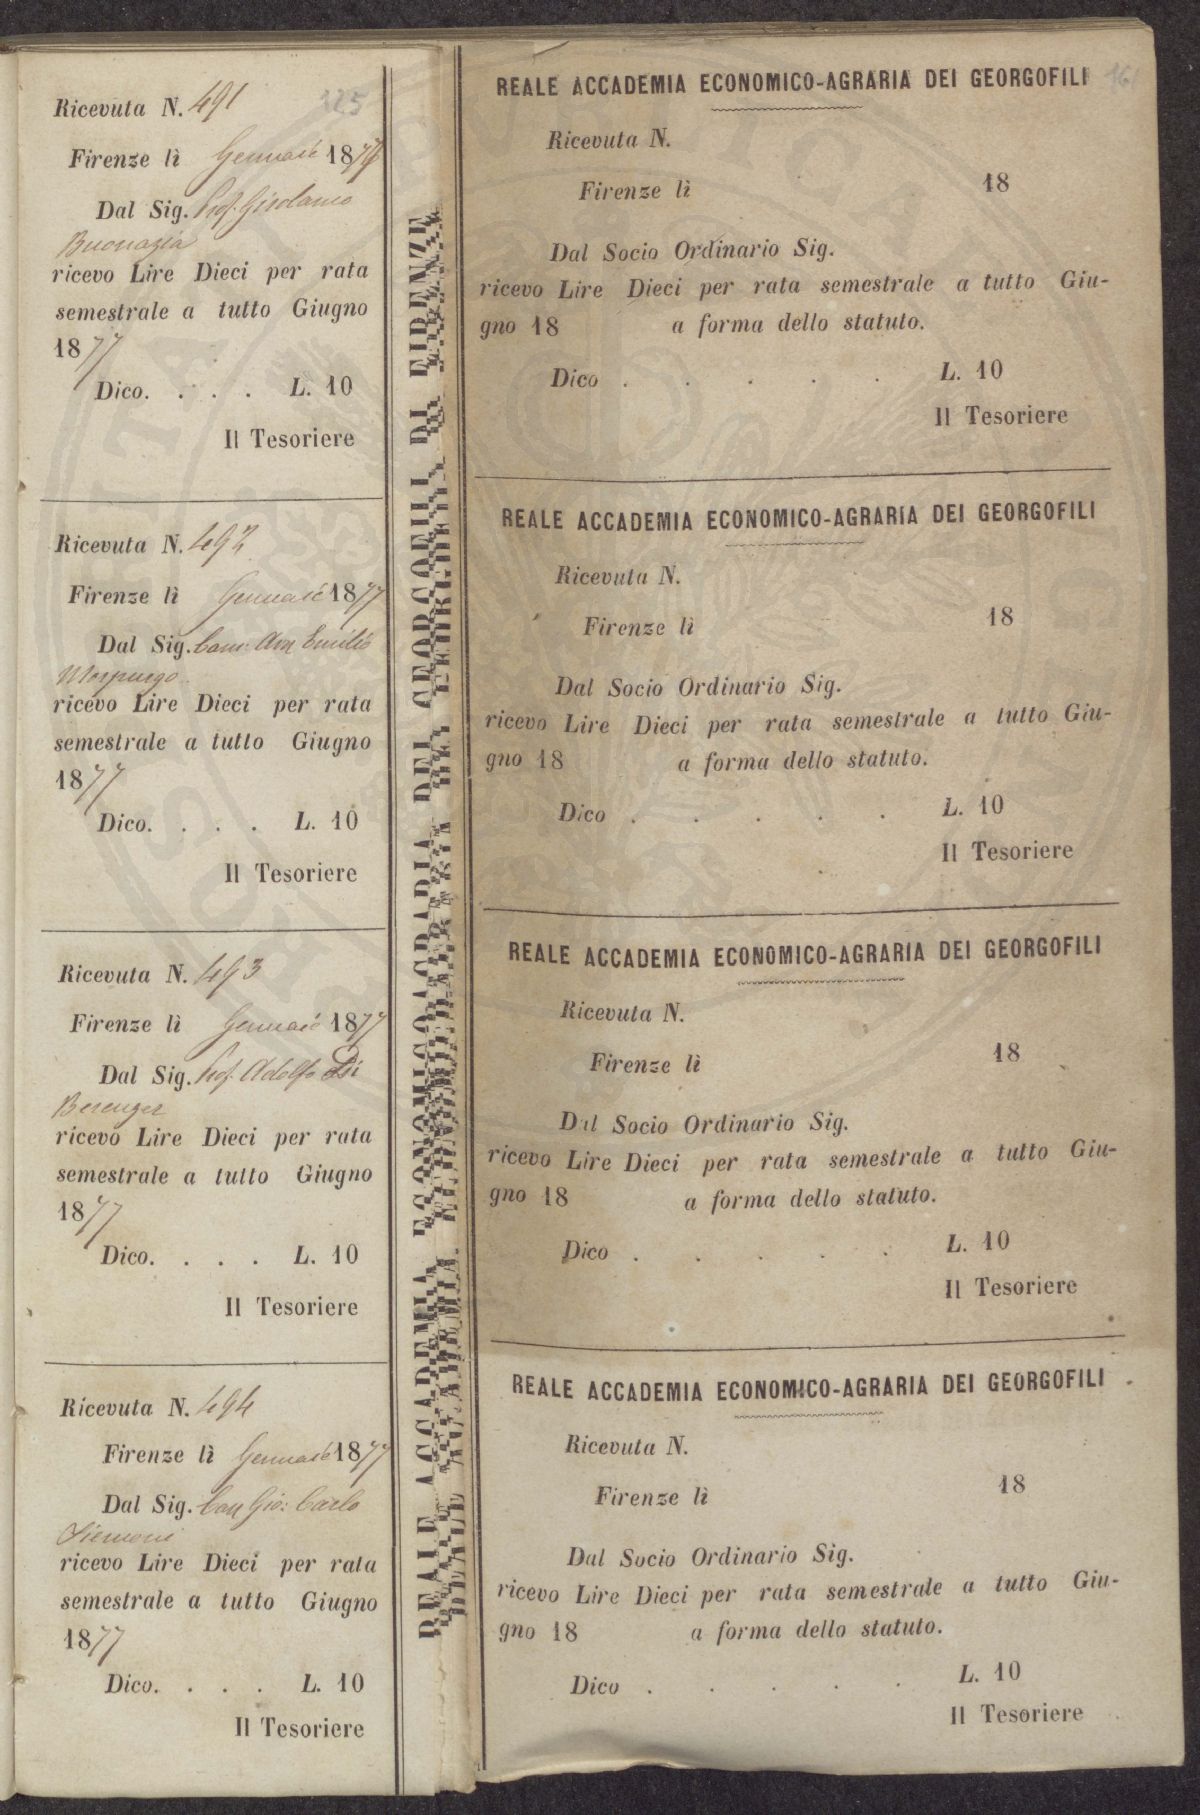 125
Ricevuta N. 491
Firenze lì Gennaio 1877
Dal Sig. Prof. Girolamo
Buonazia
ricevo Lire Dieci per rata
semestrale a tutto Giugno
1877
Dico. . . . L. 10
Il Tesoriere
Ricevuta N. 492
Firenze lì Gennaio 1877
Dal Sig. Com: Avv Emilio
Morpurgo
ricevo Lire Dieci per rata
semestrale a tutto Giugno
1877
Dico. . . . L. 10
Il Tesoriere
Ricevuta N. 493
Firenze lì Gennaio 1877
Dal Sig. Prof. Adolfo Di
Berenger
ricevo Lire Dieci per rata
semestrale a tutto Giugno
1877
Dico. . . . L. 10
Il Tesoriere
Ricevuta N. 494
Firenze lì Gennaio 1877
Dal Sig. Cav Gio: Carlo
Siemoni
ricevo Lire Dieci per rata
semestrale a tutto Giugno
1877
Dico. . . . L. 10
Il Tesoriere
REALE ACCADEMIA ECONOMICO-AGRARIA DEI GEORGOFILI DI FIRENZE
REALE ACCADEMIA ECONOMICO-AGRARIA DEI GEORGOFILI
Ricevuta N.
Firenze lì 18
Dal Socio Ordinario Sig.
ricevo Lire Dieci per rata semestrale a tutto Giu-
gno 18 a forma dello statuto.
Dico . . . . . L. 10
Il Tesoriere
REALE ACCADEMIA ECONOMICO-AGRARIA DEI GEORGOFILI
Ricevuta N.
Firenze lì 18
Dal Socio Ordinario Sig.
ricevo Lire Dieci per rata semestrale a tutto Giu-
gno 18 a forma dello statuto.
Dico . . . . . L. 10
Il Tesoriere
REALE ACCADEMIA ECONOMICO-AGRARIA DEI GEORGOFILI
Ricevuta N.
Firenze lì 18
Dal Socio Ordinario Sig.
ricevo Lire Dieci per rata semestrale a tutto Giu-
gno 18 a forma dello statuto.
Dico . . . . . L. 10
Il Tesoriere
REALE ACCADEMIA ECONOMICO-AGRARIA DEI GEORGOFILI
Ricevuta N.
Firenze lì 18
Dal Socio Ordinario Sig.
ricevo Lire Dieci per rata semestrale a tutto Giu-
gno 18 a forma dello statuto.
Dico . . . . . L. 10
Il Tesoriere